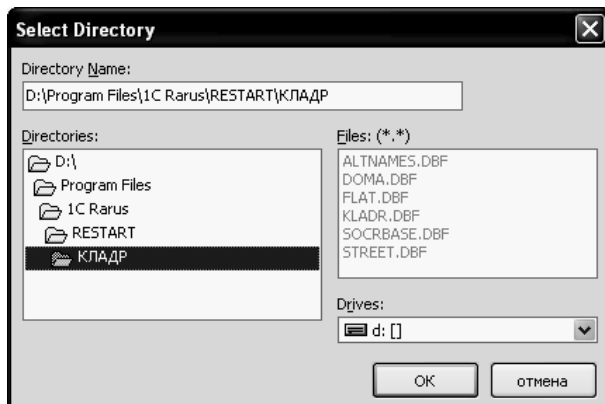 Select Directory
Directory Name:
D:\Program Files\1C Rarus\RESTART\КЛАДР
Directories:
D:\
Program Files
1C Rarus
RESTART
КЛАДР
Files: (*.*)
ALTNAMES.DBF
DOMA.DBF
FLAT.DBF
KLADR.DBF
SOCRBASE.DBF
STREET.DBF
Drives:
d: []
ОК
отмена